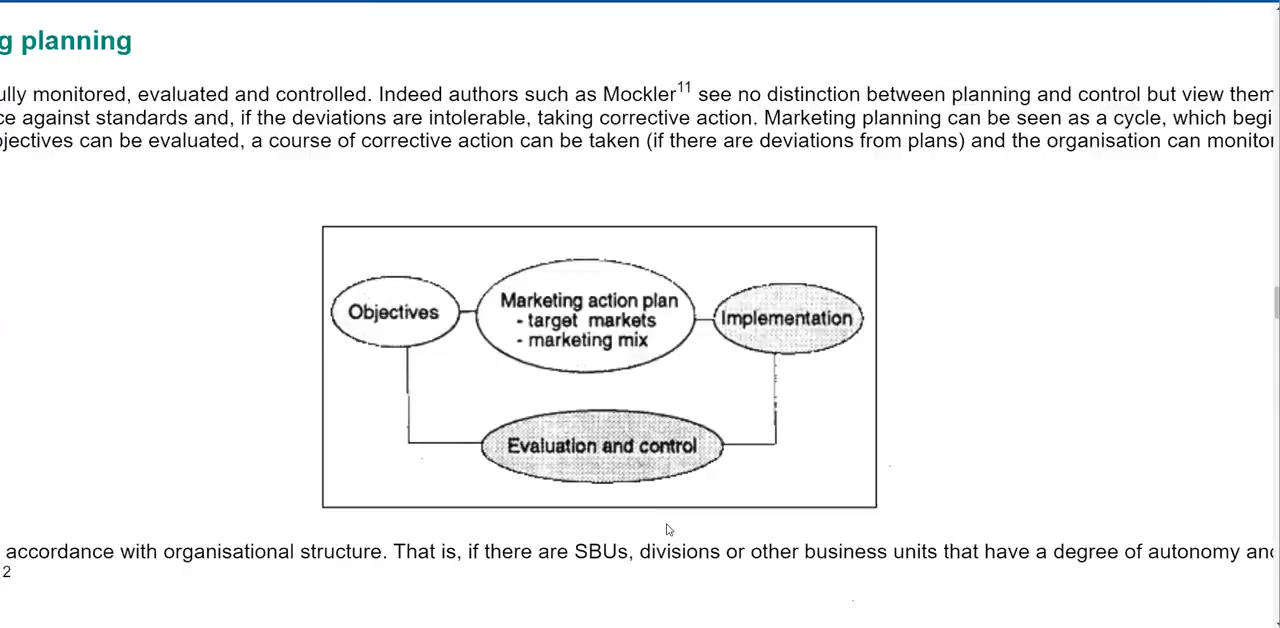 g planning
ully monitored, evaluated and controlled. Indeed authors such as Mockler11 see no distinction between planning and control but view them
ce against standards and, if the deviations are intolerable, taking corrective action. Marketing planning can be seen as a cycle, which begi
bjectives can be evaluated, a course of corrective action can be taken (if there are deviations from plans) and the organisation can monitor
Objectives
Marketing action plan
- target markets
- marketing mix
Implementation
Evaluation and control
accordance with organisational structure. That is, if there are SBUs, divisions or other business units that have a degree of autonomy and
2